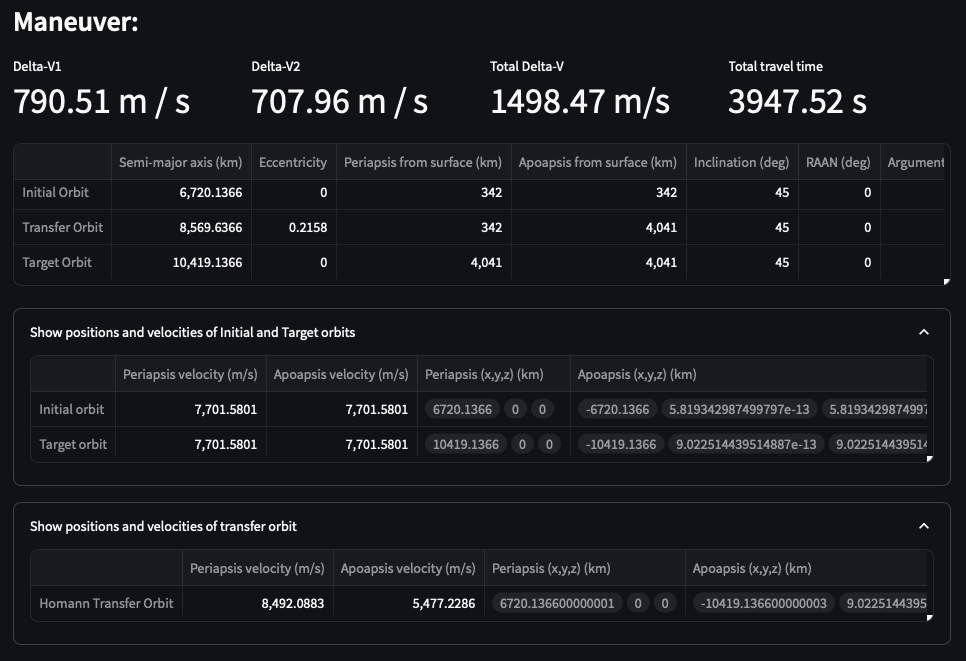 Maneuver:
Delta-V1 Delta-V2 Total Delta-V Total travel time
790.51 m / s 707.96 m / s 1498.47 m/s 3947.52 s
Semi-major axis (km) Eccentricity Periapsis from surface (km) Apoapsis from surface (km) Inclination (deg) RAAN (deg) Argument
Initial Orbit 6,720.1366 0 342 342 45 0
Transfer Orbit 8,569.6366 0.2158 342 4,041 45 0
Target Orbit 10,419.1366 0 4,041 4,041 45 0
Show positions and velocities of Initial and Target orbits
Periapsis velocity (m/s) Apoapsis velocity (m/s) Periapsis (x,y,z) (km) Apoapsis (x,y,z) (km)
Initial orbit 7,701.5801 7,701.5801 6720.1366 0 0 -6720.1366 5.819342987499797e-13 5.8193429874997
Target orbit 7,701.5801 7,701.5801 10419.1366 0 0 -10419.1366 9.022514439514887e-13 9.022514439514
Show positions and velocities of transfer orbit
Periapsis velocity (m/s) Apoapsis velocity (m/s) Periapsis (x,y,z) (km) Apoapsis (x,y,z) (km)
Homann Transfer Orbit 8,492.0883 5,477.2286 6720.136600000001 0 0 -10419.136600000003 9.0225144395